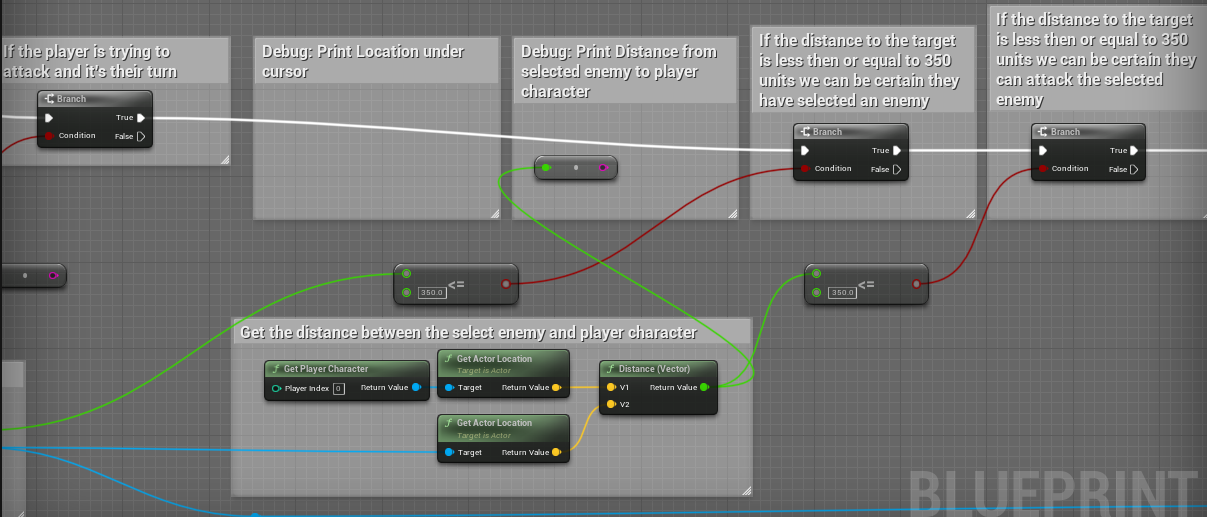 If the player is trying to
attack and it's their turn
Branch
True
Condition
False
Debug: Print Location under
cursor
Debug: Print Distance from
selected enemy to player
character
If the distance to the target
is less then or equal to 350
units we can be certain they
have selected an enemy
Branch
True
Condition
False
If the distance to the target
is less then or equal to 350
units we can be certain they
can attack the selected
enemy
Branch
True
Condition
False
350.0
<=
350.0
<=
Get the distance between the select enemy and player character
f Get Player Character
Player Index 0
Return Value
f Get Actor Location
Target is Actor
Target
Return Value
f Distance (Vector)
V1
Return Value
V2
f Get Actor Location
Target is Actor
Target
Return Value
BLUEPRINT